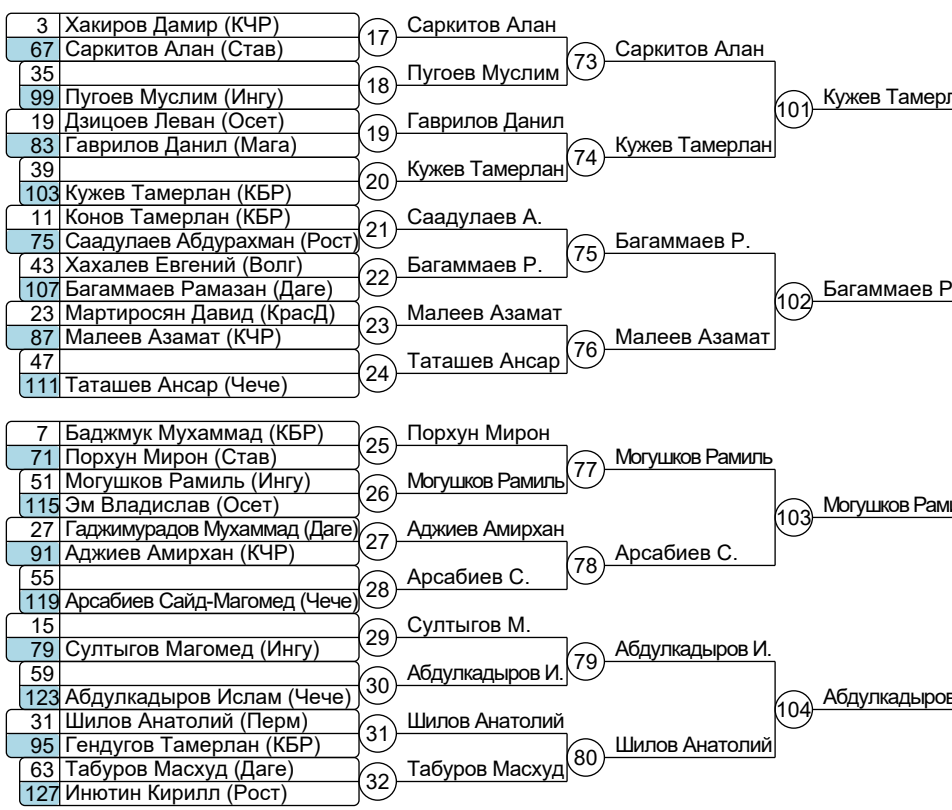 3 Хакиров Дамир (КЧР)
67 Саркитов Алан (Став)
35
99 Пугоев Муслим (Ингу)
19 Дзицоев Леван (Осет)
83 Гаврилов Данил (Мага)
39
103 Кужев Тамерлан (КБР)
11 Конов Тамерлан (КБР)
75 Саадулаев Абдурахман (Рост)
43 Хахалев Евгений (Волг)
107 Багаммаев Рамазан (Даге)
23 Мартиросян Давид (КрасД)
87 Малеев Азамат (КЧР)
47
111 Таташев Ансар (Чече)
7 Баджмук Мухаммад (КБР)
71 Порхун Мирон (Став)
51 Могушков Рамиль (Ингу)
115 Эм Владислав (Осет)
27 Гаджимурадов Мухаммад (Даге)
91 Аджиев Амирхан (КЧР)
55
119 Арсабиев Сайд-Магомед (Чече)
15
79 Султыгов Магомед (Ингу)
59
123 Абдулкадыров Ислам (Чече)
31 Шилов Анатолий (Перм)
95 Гендугов Тамерлан (КБР)
63 Табуров Масхуд (Даге)
127 Инютин Кирилл (Рост)
17 Саркитов Алан
18 Пугоев Муслим
19 Гаврилов Данил
20 Кужев Тамерлан
21 Саадулаев А.
22 Багаммаев Р.
23 Малеев Азамат
24 Таташев Ансар
25 Порхун Мирон
26 Могушков Рамиль
27 Аджиев Амирхан
28 Арсабиев С.
29 Султыгов М.
30 Абдулкадыров И.
31 Шилов Анатолий
32 Табуров Масхуд
73 Саркитов Алан
74 Кужев Тамерлан
75 Багаммаев Р.
76 Малеев Азамат
77 Могушков Рамиль
78 Арсабиев С.
79 Абдулкадыров И.
80 Шилов Анатолий
101 Кужев Тамерл
102 Багаммаев Р
103 Могушков Рами
104 Абдулкадыров